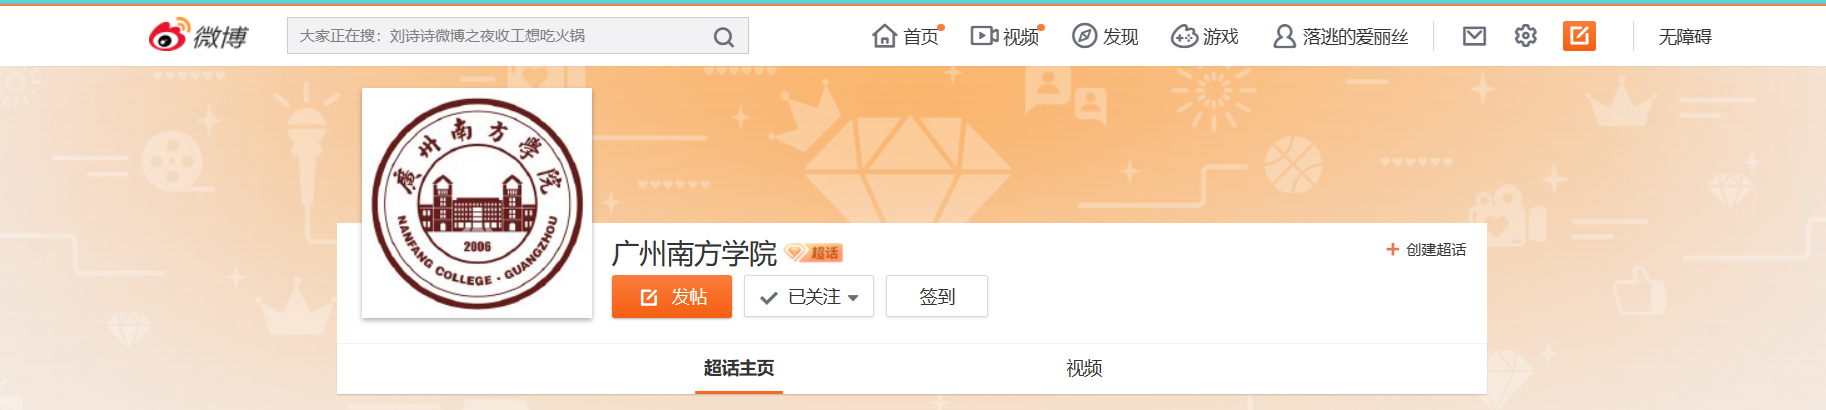 微博
大家正在搜：刘诗诗微博之夜收工想吃火锅
首页
视频
发现
游戏
落逃的爱丽丝
无障碍
廣州南方学院
2006
NANFANG COLLEGE · GUANGZHOU
广州南方学院
超话
创建超话
发帖
已关注
签到
超话主页
视频